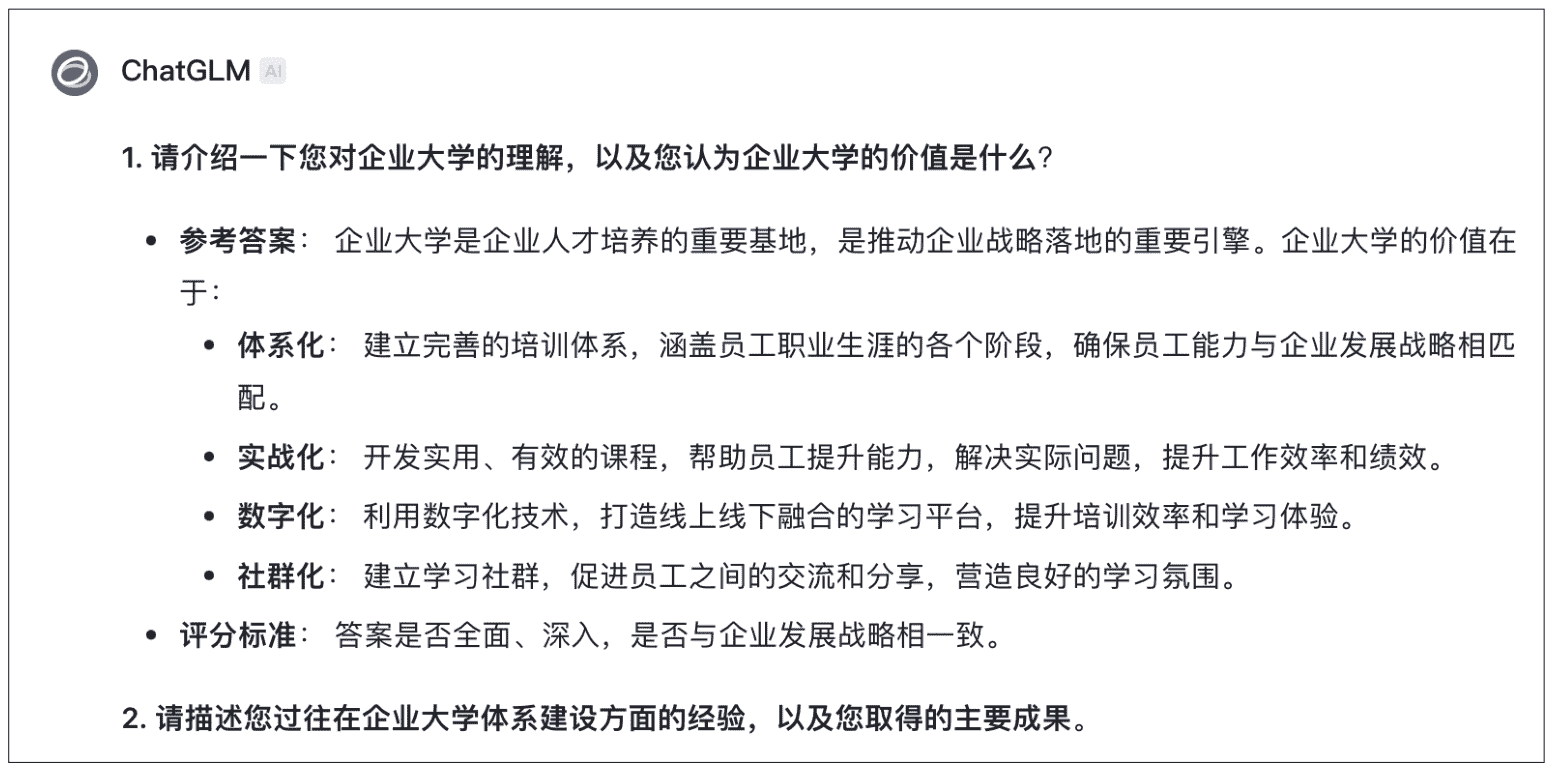 ChatGLM AI
1. 请介绍一下您对企业大学的理解，以及您认为企业大学的价值是什么？
• 参考答案： 企业大学是企业人才培养的重要基地，是推动企业战略落地的重要引擎。企业大学的价值在
于：
• 体系化： 建立完善的培训体系，涵盖员工职业生涯的各个阶段，确保员工能力与企业发展战略相匹
配。
• 实战化： 开发实用、有效的课程，帮助员工提升能力，解决实际问题，提升工作效率和绩效。
• 数字化： 利用数字化技术，打造线上线下融合的学习平台，提升培训效率和学习体验。
• 社群化： 建立学习社群，促进员工之间的交流和分享，营造良好的学习氛围。
• 评分标准： 答案是否全面、深入，是否与企业发展战略相一致。
2. 请描述您过往在企业大学体系建设方面的经验，以及您取得的主要成果。